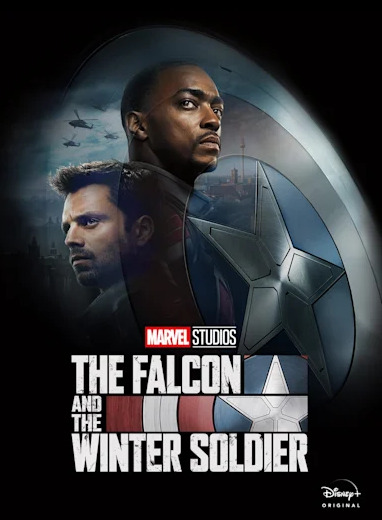 MARVEL STUDIOS
THE FALCON
AND
THE
WINTER SOLDIER
Disney+
ORIGINAL